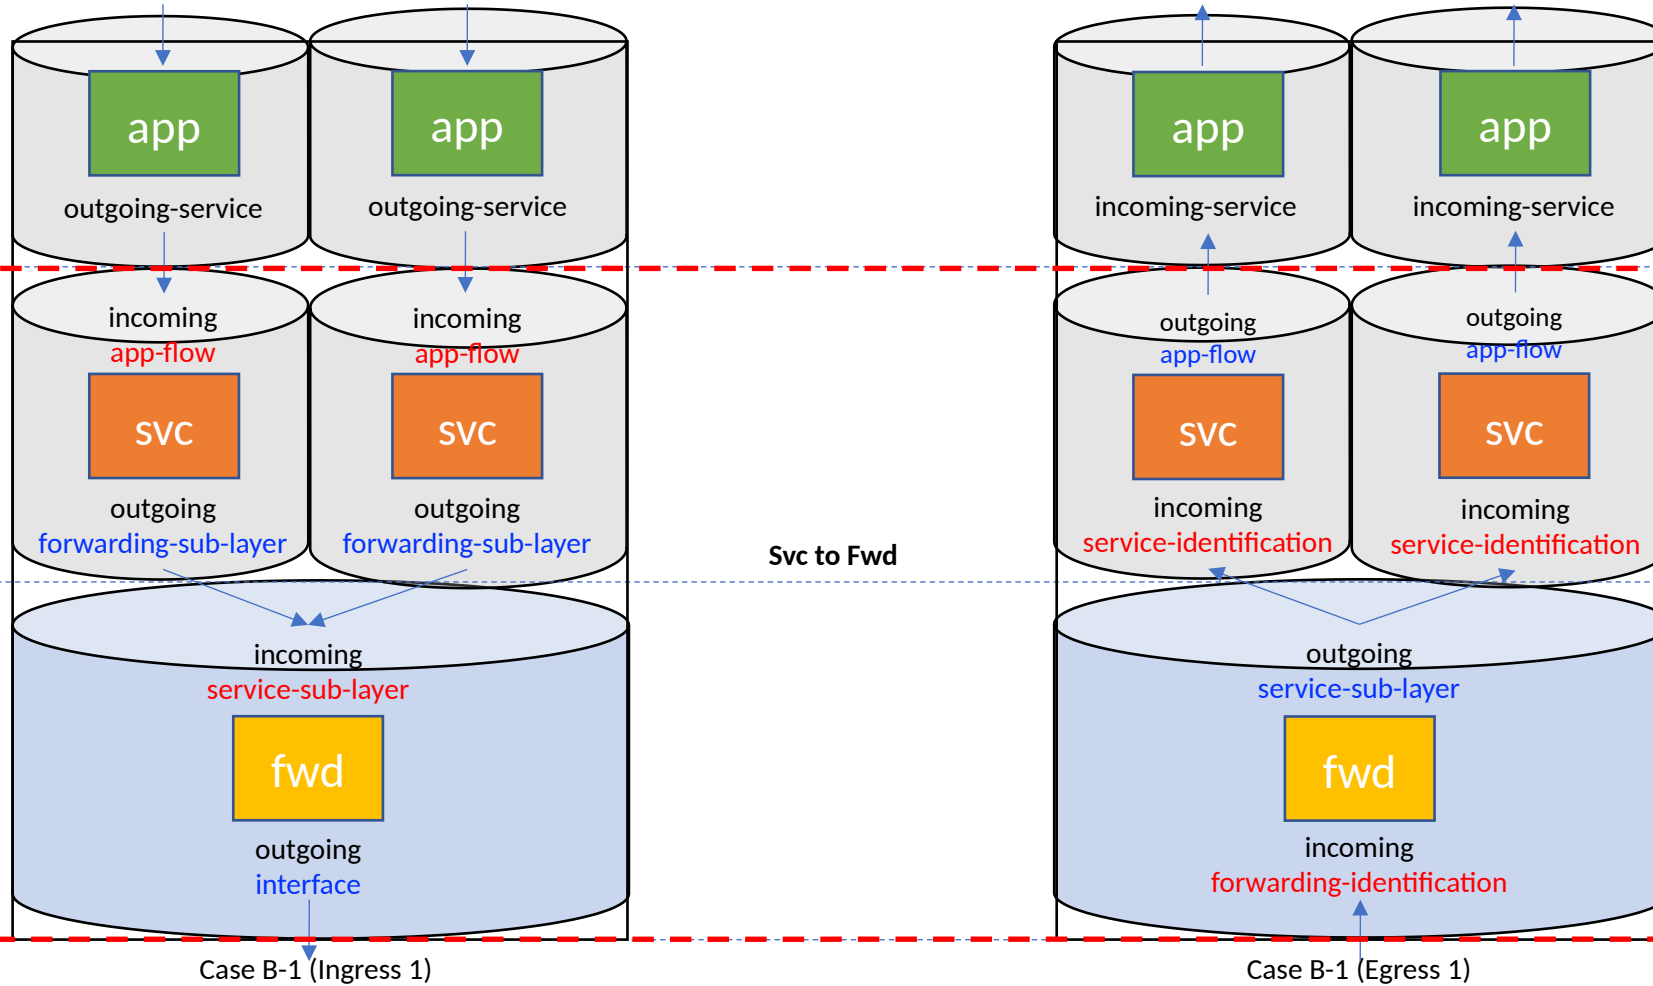 app
app
outgoing-service
outgoing-service
incoming
app-flow
incoming
app-flow
svc
svc
outgoing
forwarding-sub-layer
outgoing
forwarding-sub-layer
incoming
service-sub-layer
fwd
outgoing
interface
Case B-1 (Ingress 1)
Svc to Fwd
app
app
incoming-service
incoming-service
outgoing
app-flow
outgoing
app-flow
svc
svc
incoming
service-identification
incoming
service-identification
outgoing
service-sub-layer
fwd
incoming
forwarding-identification
Case B-1 (Egress 1)